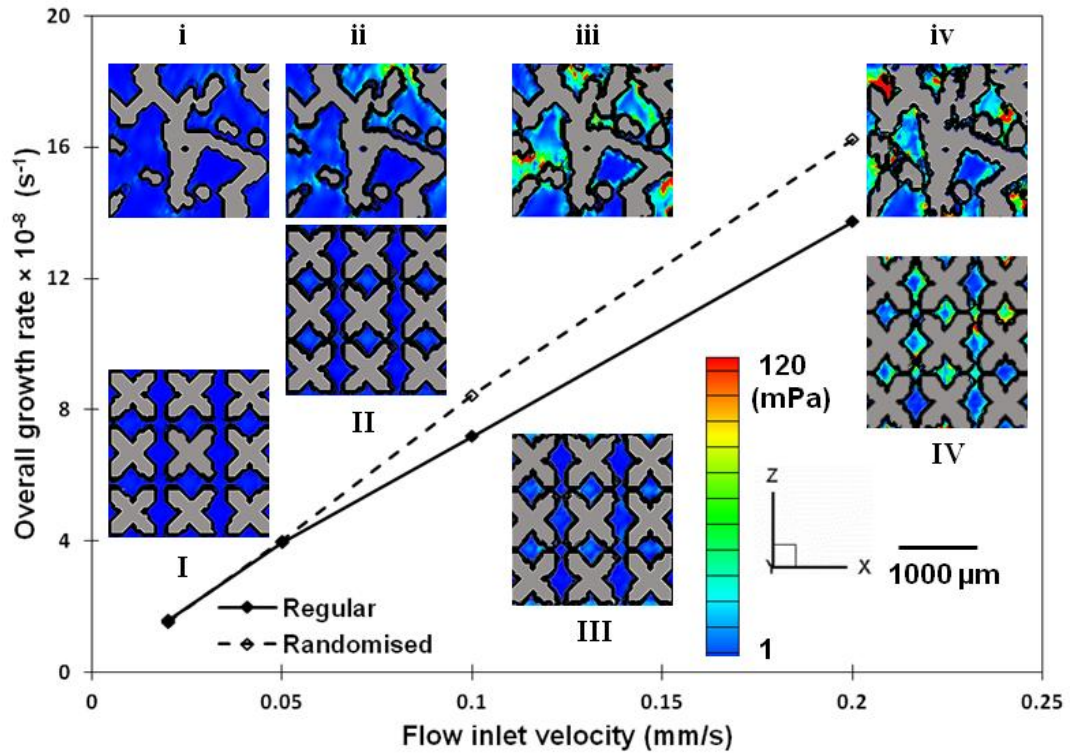 20
16
12
8
4
0
Overall growth rate × 10⁻⁸ (s⁻¹)
i
ii
iii
iv
I
II
III
IV
120
(mPa)
1
Z
Y
X
1000 µm
Regular
Randomised
0
0.05
0.1
0.15
0.2
0.25
Flow inlet velocity (mm/s)